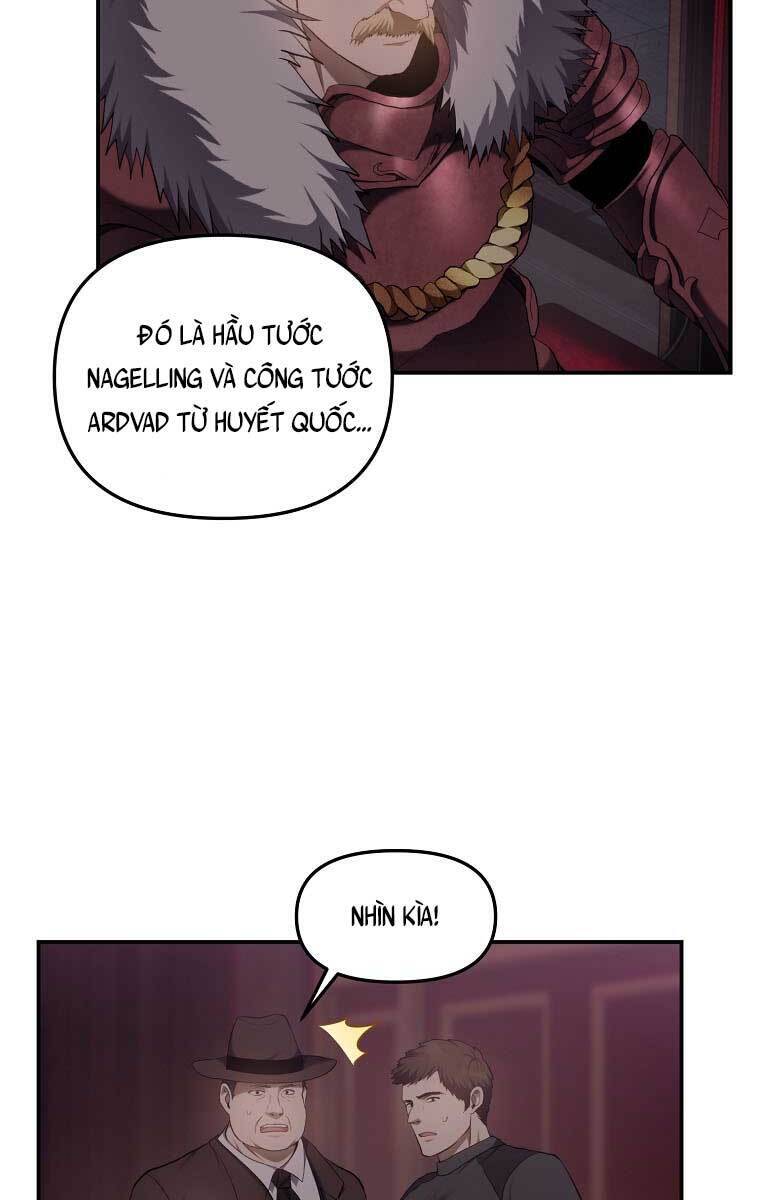 ĐÓ LÀ HẦU TƯỚC
NAGELLING VÀ CÔNG TƯỚC
ARDVAD TỪ HUYẾT QUỐC...
NHÌN KÌA!